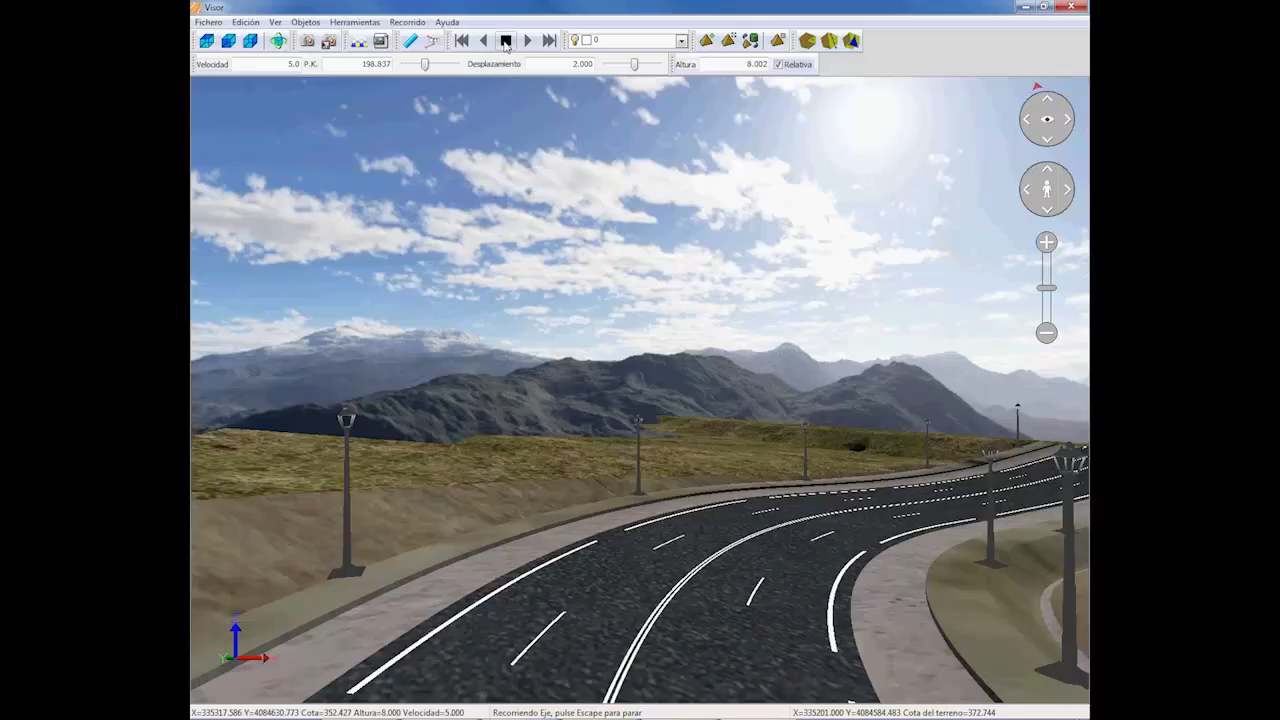 Visor
Fichero Edición Ver Objetos Herramientas Recorrido Ayuda
0
Velocidad 5.0 P.K. 198.837 Desplazamiento 2.000 Altura 8.002 Relativa
Y
X=335317.586 Y=4084630.773 Cota=352.427 Altura=8.000 Velocidad=5.000 Recorriendo Eje, pulse Escape para parar X=335201.000 Y=4084584.483 Cota del terreno=372.744